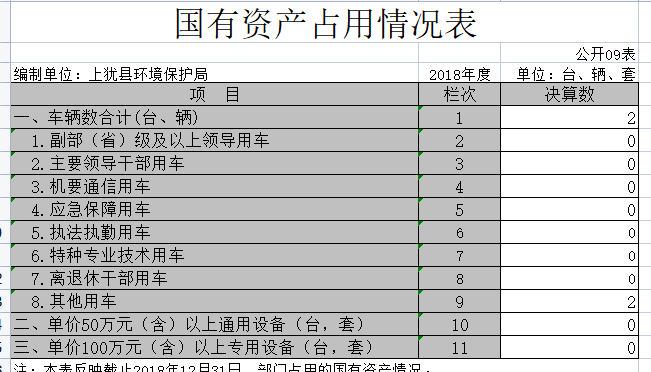 国有资产占用情况表
公开09表
编制单位：上犹县环境保护局 2018年度 单位：台、辆、套
项 目 栏次 决算数
一、车辆数合计(台、辆) 1 2
1.副部（省）级及以上领导用车 2 0
2.主要领导干部用车 3 0
3.机要通信用车 4 0
4.应急保障用车 5 0
5.执法执勤用车 6 0
6.特种专业技术用车 7 0
7.离退休干部用车 8 0
8.其他用车 9 2
二、单价50万元（含）以上通用设备（台，套） 10 0
三、单价100万元（含）以上专用设备（台，套） 11 0
注：本表反映截止2018年12月31日，部门占用的国有资产情况。